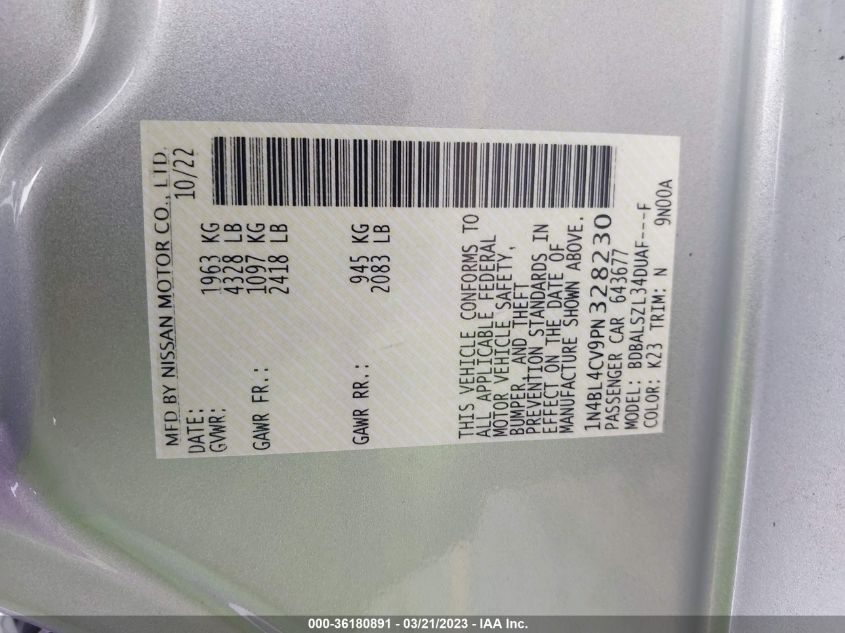 MFD BY NISSAN MOTOR CO., LTD.
DATE: 10/22
GVWR: 1963 KG
4328 LB
GAWR FR.: 1097 KG
2418 LB
GAWR RR.: 945 KG
2083 LB
THIS VEHICLE CONFORMS TO
ALL APPLICABLE FEDERAL
MOTOR VEHICLE SAFETY,
BUMPER, AND THEFT
PREVENTION STANDARDS IN
EFFECT ON THE DATE OF
MANUFACTURE SHOWN ABOVE.
1N4BL4CV9PN328230
PASSENGER CAR 643677
MODEL: BDBALSZL34DUAF---F
COLOR: K23 TRIM: N 9N00A
000-36180891 - 03/21/2023 - IAA Inc.